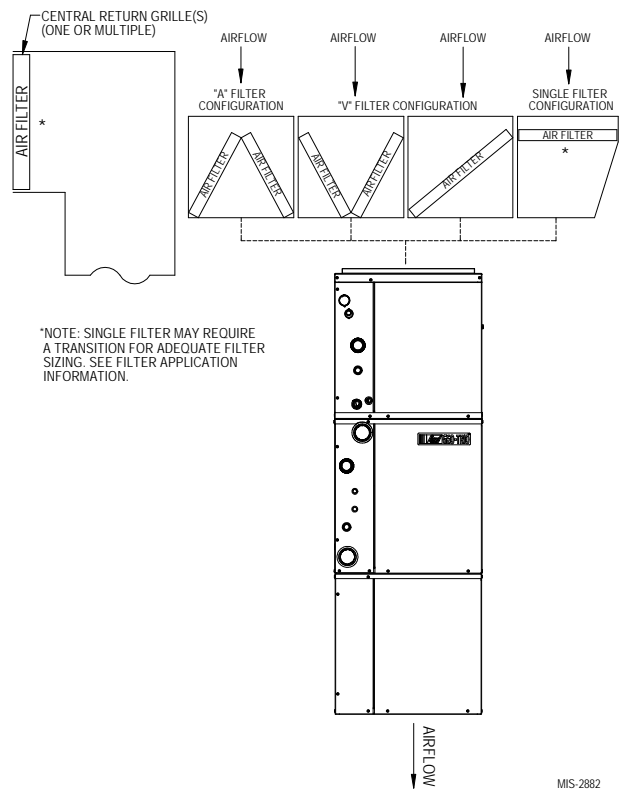 CENTRAL RETURN GRILLE(S)
(ONE OR MULTIPLE)
AIR FILTER
*
AIRFLOW
AIRFLOW
AIRFLOW
AIRFLOW
"A" FILTER
CONFIGURATION
"V" FILTER CONFIGURATION
SINGLE FILTER
CONFIGURATION
AIR FILTER
AIR FILTER
AIR FILTER
AIR FILTER
AIR FILTER
AIR FILTER
*
*NOTE: SINGLE FILTER MAY REQUIRE
A TRANSITION FOR ADEQUATE FILTER
SIZING. SEE FILTER APPLICATION
INFORMATION.
GEO-TEC
AIRFLOW
MIS-2882